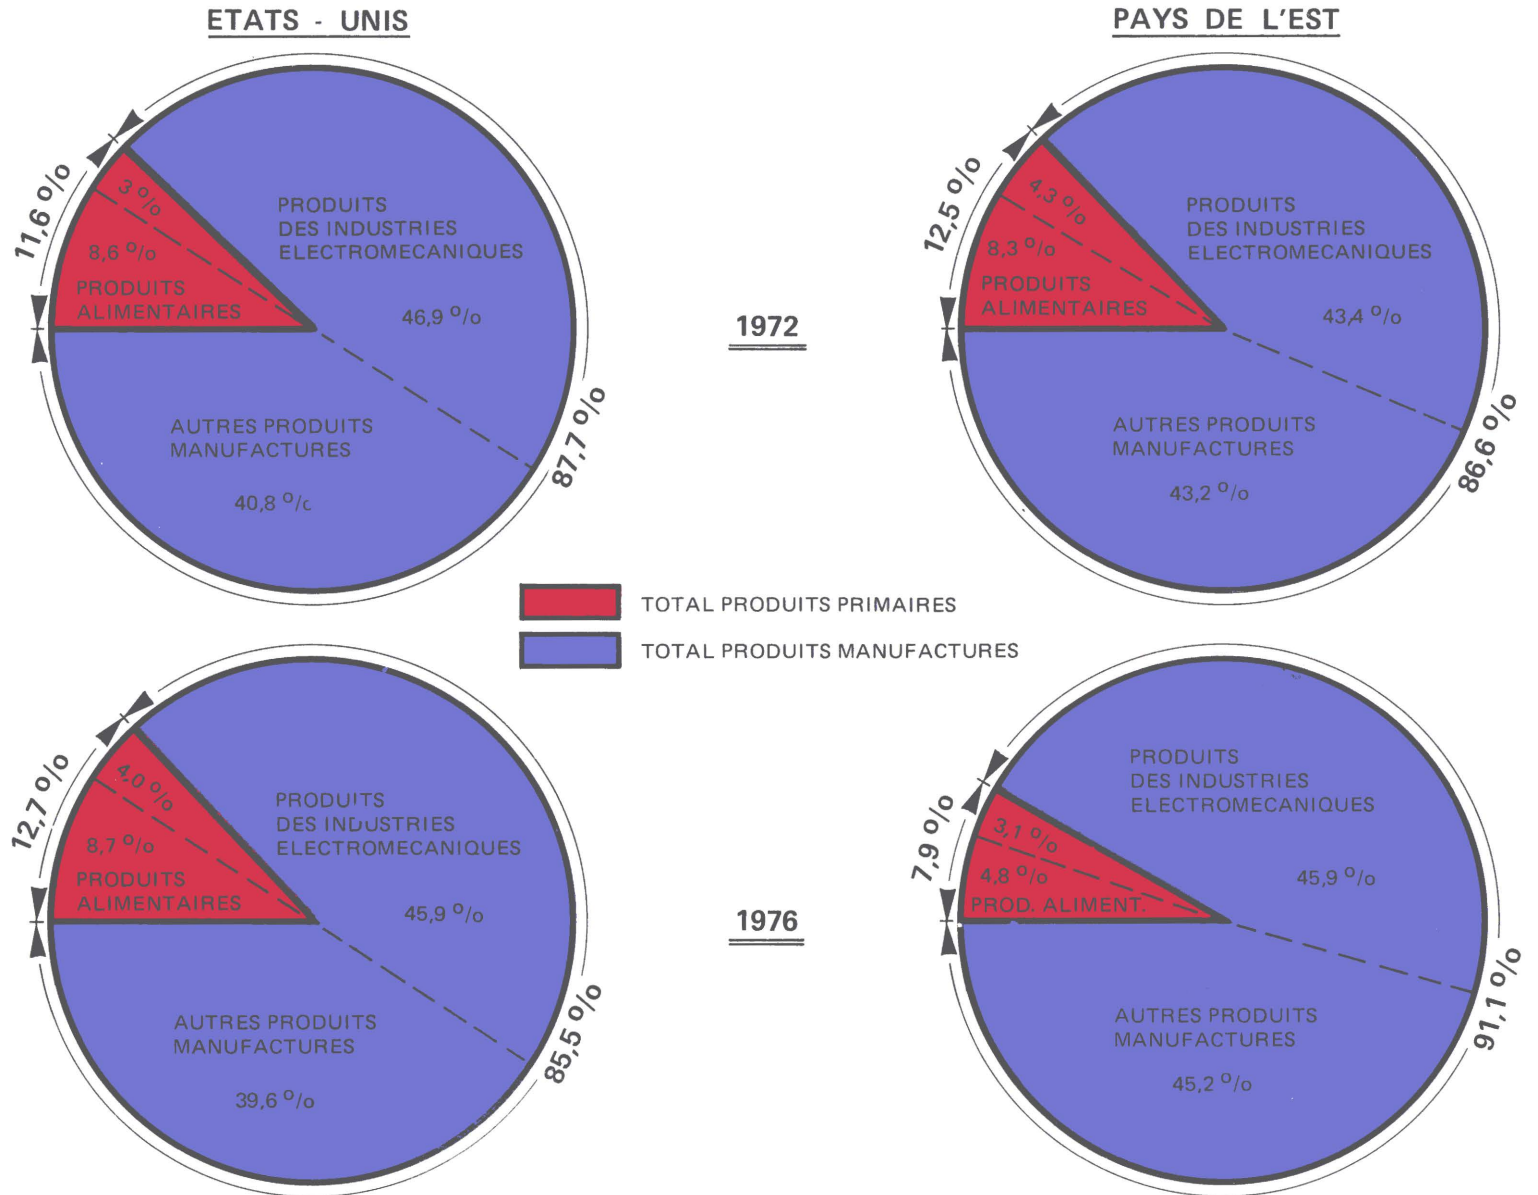 ETATS - UNIS
PAYS DE L'EST
11,6 %
3 %
8,6 %
PRODUITS
ALIMENTAIRES
PRODUITS
DES INDUSTRIES
ELECTROMECANIQUES
46,9 %
AUTRES PRODUITS
MANUFACTURES
40,8 %
87,7 %
1972
12,5 %
4,3 %
8,3 %
PRODUITS
ALIMENTAIRES
PRODUITS
DES INDUSTRIES
ELECTROMECANIQUES
43,4 %
AUTRES PRODUITS
MANUFACTURES
43,2 %
86,6 %
TOTAL PRODUITS PRIMAIRES
TOTAL PRODUITS MANUFACTURES
12,7 %
4,0 %
8,7 %
PRODUITS
ALIMENTAIRES
PRODUITS
DES INDUSTRIES
ELECTROMECANIQUES
45,9 %
AUTRES PRODUITS
MANUFACTURES
39,6 %
85,5 %
1976
7,9 %
3,1 %
4,8 %
PROD. ALIMENT.
PRODUITS
DES INDUSTRIES
ELECTROMECANIQUES
45,9 %
AUTRES PRODUITS
MANUFACTURES
45,2 %
91,1 %